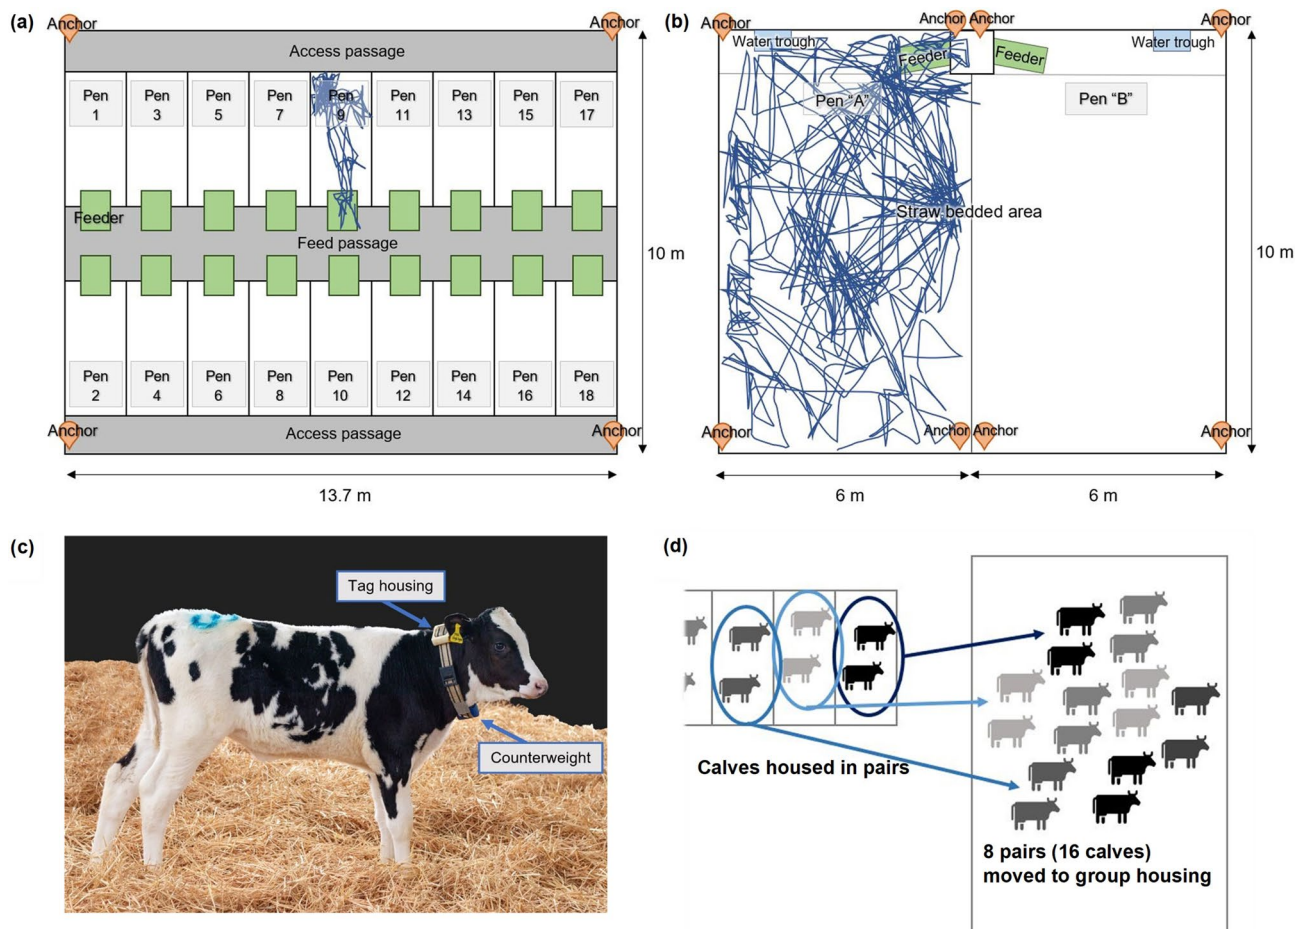 (a)
Anchor
Anchor
Access passage
Pen
1
Pen
3
Pen
5
Pen
7
Pen
9
Pen
11
Pen
13
Pen
15
Pen
17
Feeder
Feed passage
10 m
Pen
2
Pen
4
Pen
6
Pen
8
Pen
10
Pen
12
Pen
14
Pen
16
Pen
18
Anchor
Access passage
Anchor
13.7 m
(b)
Anchor
Anchor
Anchor
Anchor
Water trough
Feeder
Feeder
Water trough
Pen "A"
Pen "B"
Straw bedded area
10 m
Anchor
Anchor
Anchor
Anchor
6 m
6 m
(c)
Tag housing
Counterweight
(d)
Calves housed in pairs
8 pairs (16 calves)
moved to group housing